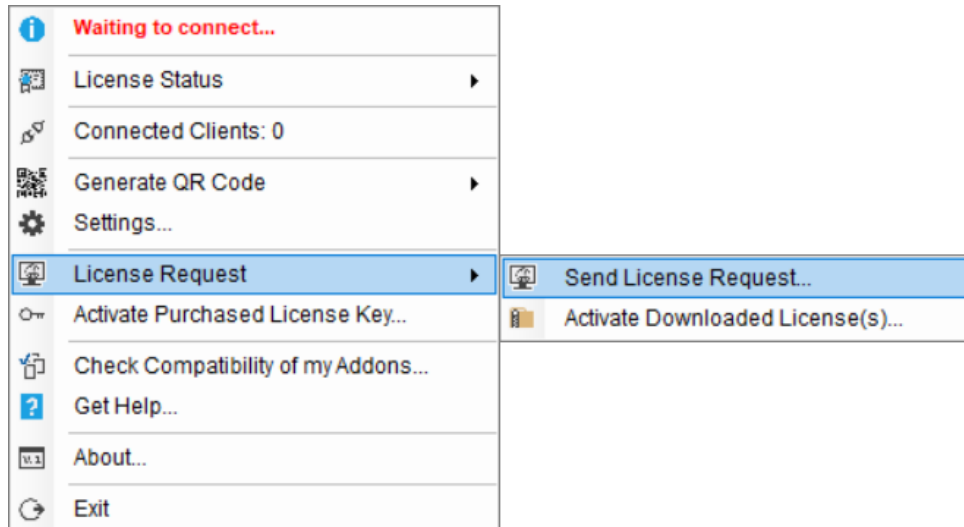 Waiting to connect...
License Status
Connected Clients: 0
Generate QR Code
Settings...
License Request
Send License Request...
Activate Purchased License Key...
Activate Downloaded License(s)...
Check Compatibility of my Addons...
Get Help...
About...
Exit